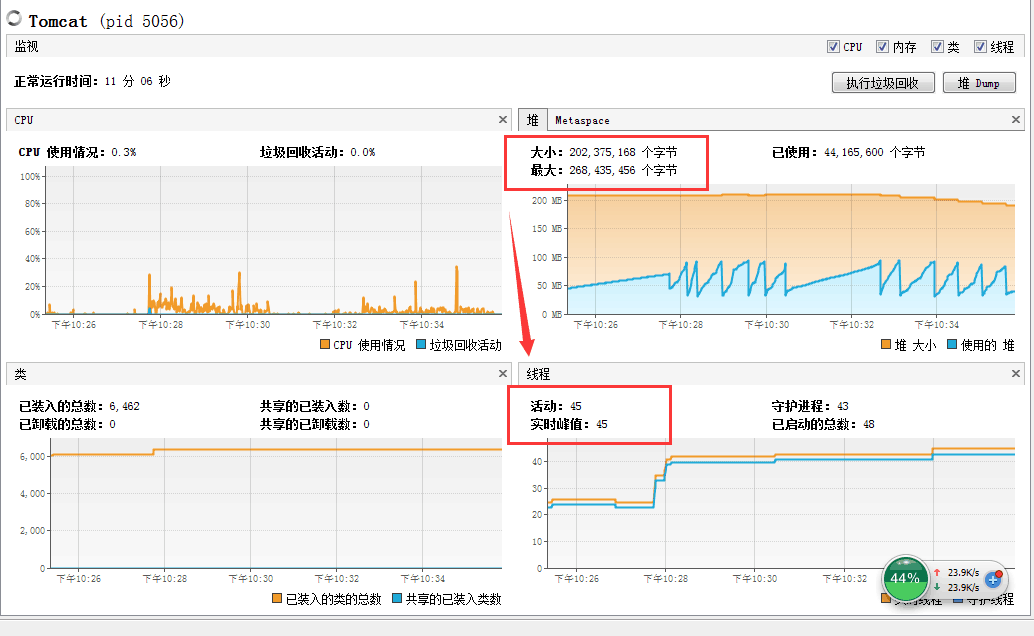 Tomcat (pid 5056)
监视
CPU 内存 类 线程
正常运行时间: 11 分 06 秒
执行垃圾回收 堆 Dump
CPU
CPU 使用情况: 0.3% 垃圾回收活动: 0.0%
100%
80%
60%
40%
20%
0%
下午10:26 下午10:28 下午10:30 下午10:32 下午10:34
CPU 使用情况 垃圾回收活动
堆 Metaspace
大小: 202,375,168 个字节 已使用: 44,165,600 个字节
最大: 268,435,456 个字节
200 MB
150 MB
100 MB
50 MB
0 MB
下午10:26 下午10:28 下午10:30 下午10:32 下午10:34
堆 大小 使用的 堆
类
已装入的总数: 6,462 共享的已装入数: 0
已卸载的总数: 0 共享的已卸载数: 0
6,000
4,000
2,000
0
下午10:26 下午10:28 下午10:30 下午10:32 下午10:34
已装入的类的总数 共享的已装入类数
线程
活动: 45 守护进程: 43
实时峰值: 45 已启动的总数: 48
40
30
20
10
0
下午10:26 下午10:28 下午10:30 下午10:32
44% 23.9K/s
23.9K/s
线程 守护线程